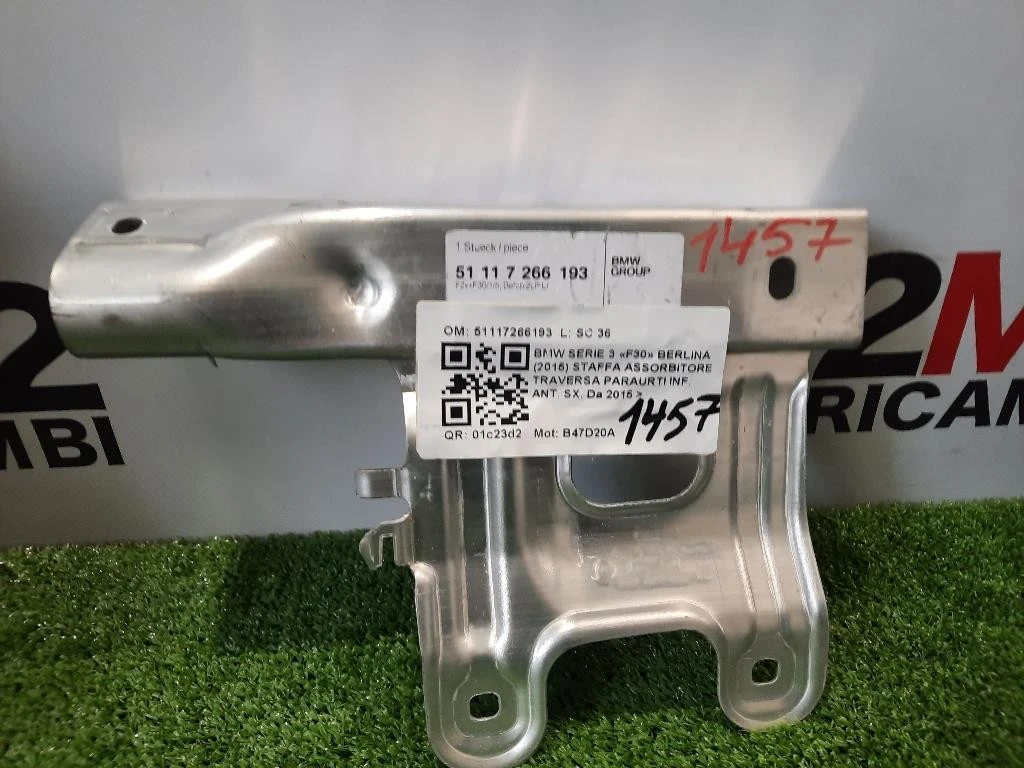 1457
1 Stueck / piece
51 11 7 266 193
BMW
GROUP
OM: 51117266193 L: SC 36
BMW SERIE 3 «F30» BERLINA
(2015) STAFFA ASSORBITORE
TRAVERSA PARAURTI INF.
ANT. SX. Da 2015 >
1457
QR: 01c23d2 Mot: B47D20A
2
MBI
2M
RICAM